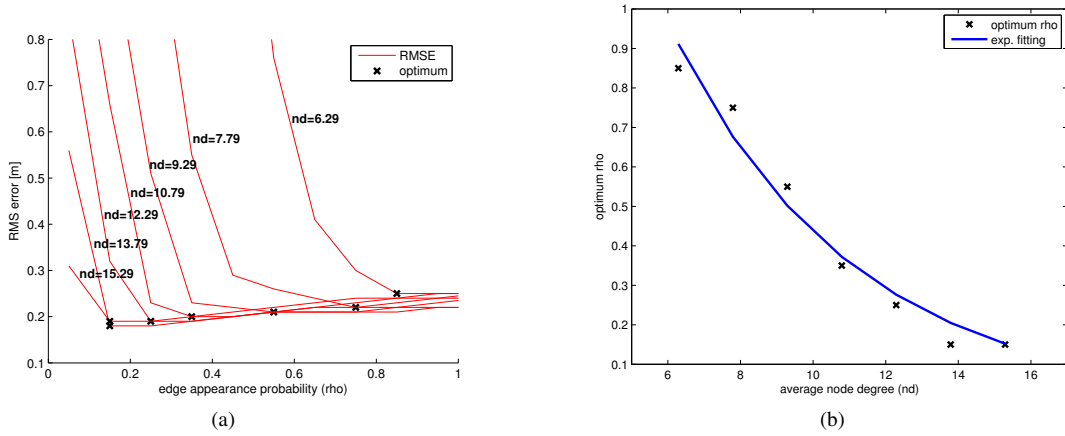 0.8
0.7
0.6
0.5
0.4
0.3
0.2
0.1
0
0.2
0.4
0.6
0.8
1
RMS error [m]
edge appearance probability (rho)
RMSE
optimum
nd=6.29
nd=7.79
nd=9.29
nd=10.79
nd=12.29
nd=13.79
nd=15.29
(a)
1
0.9
0.8
0.7
0.6
0.5
0.4
0.3
0.2
0.1
6
8
10
12
14
16
optimum rho
average node degree (nd)
optimum rho
exp. fitting
(b)